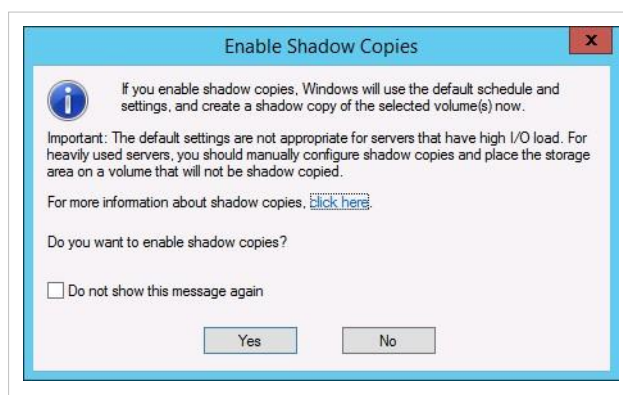 Enable Shadow Copies
x
If you enable shadow copies, Windows will use the default schedule and
settings, and create a shadow copy of the selected volume(s) now.
Important: The default settings are not appropriate for servers that have high I/O load. For
heavily used servers, you should manually configure shadow copies and place the storage
area on a volume that will not be shadow copied.
For more information about shadow copies, click here.
Do you want to enable shadow copies?
Do not show this message again
Yes No